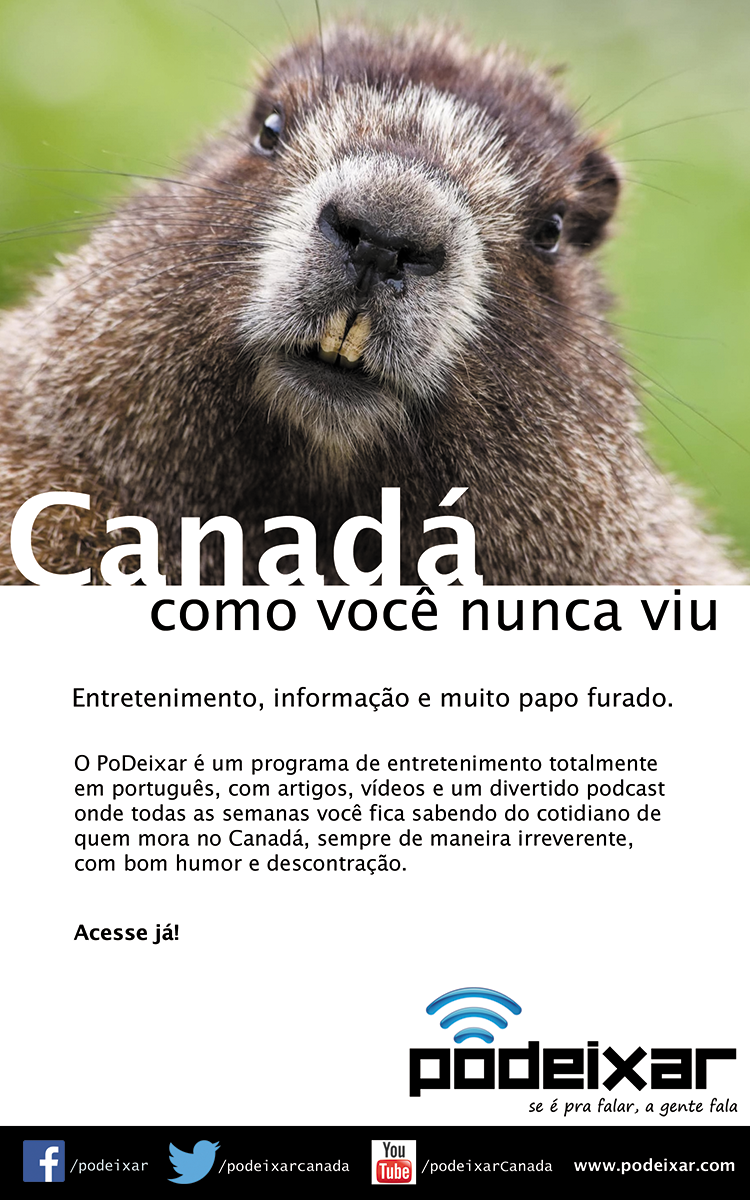 Canadá
como você nunca viu
Entretenimento, informação e muito papo furado.
O PoDeixar é um programa de entretenimento totalmente
em português, com artigos, vídeos e um divertido podcast
onde todas as semanas você fica sabendo do cotidiano de
quem mora no Canadá, sempre de maneira irreverente,
com bom humor e descontração.
Acesse já!
podeixar
se é pra falar, a gente fala
f /podeixar /podeixarcanada You Tube /podeixarCanada www.podeixar.com